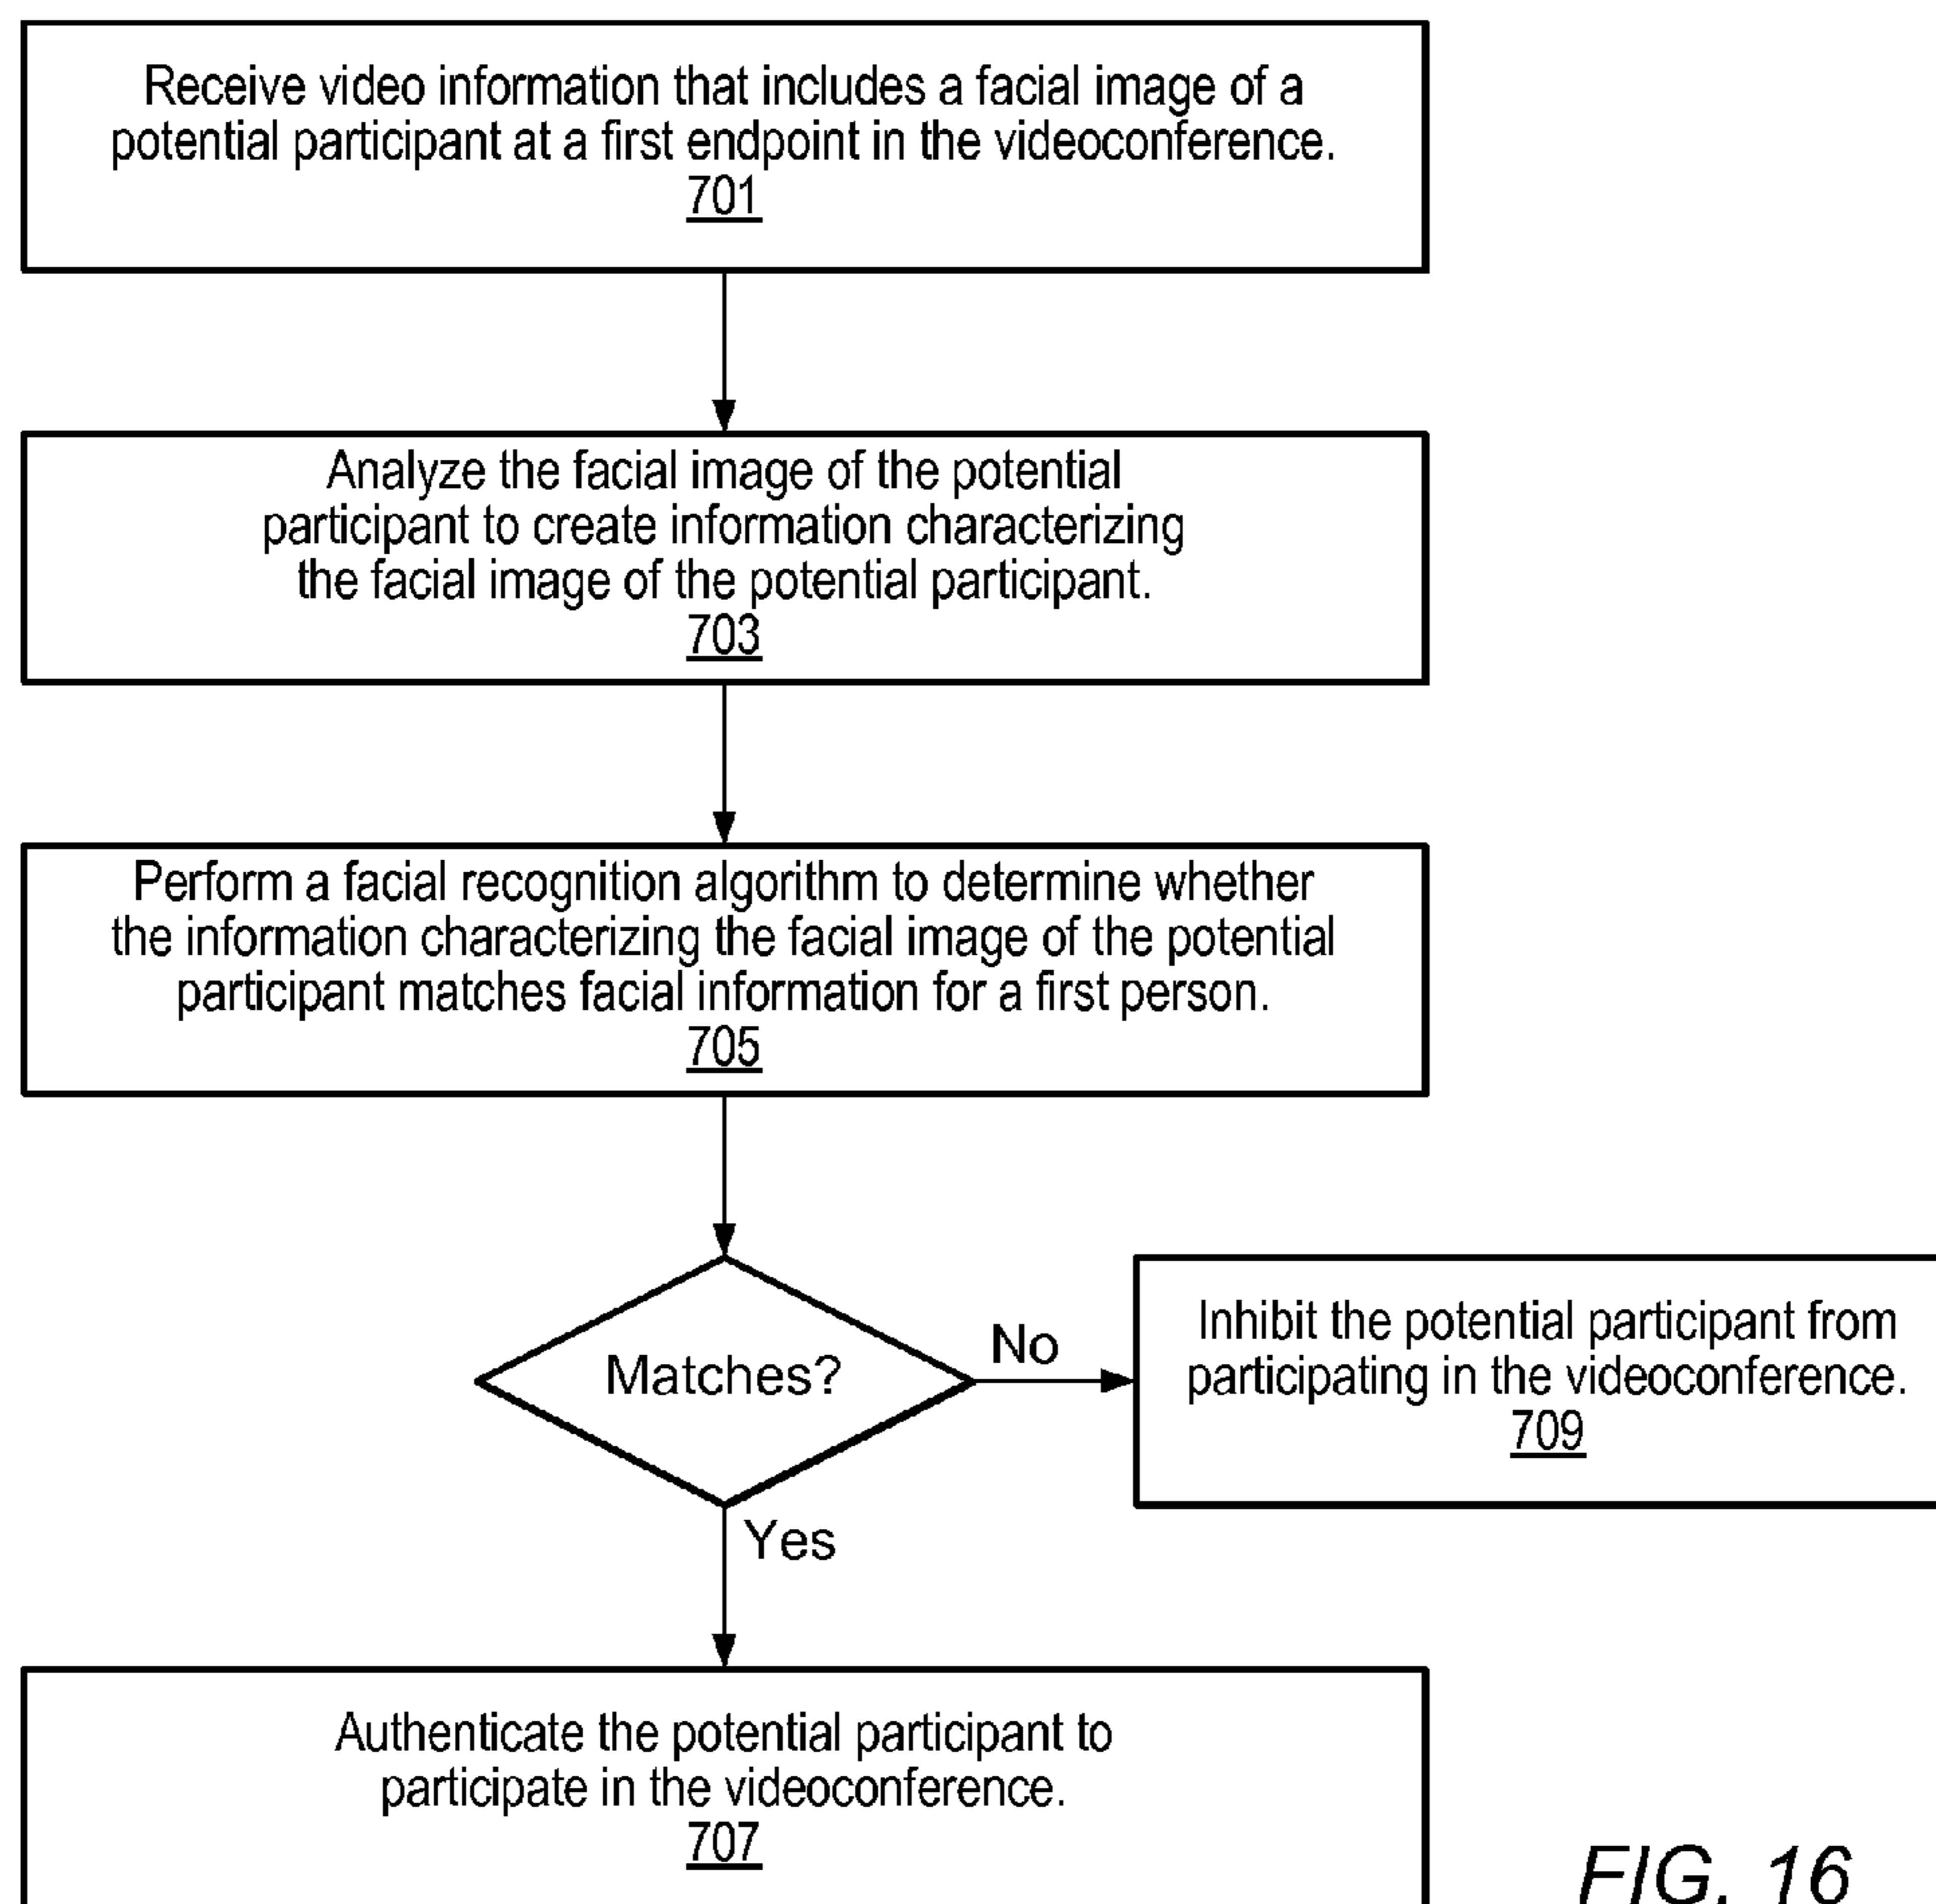 Receive video information that includes a facial image of a
potential participant at a first endpoint in the videoconference.
701
Analyze the facial image of the potential
participant to create information characterizing
the facial image of the potential participant.
703
Perform a facial recognition algorithm to determine whether
the information characterizing the facial image of the potential
participant matches facial information for a first person.
705
Matches?
No
Inhibit the potential participant from
participating in the videoconference.
709
Yes
Authenticate the potential participant to
participate in the videoconference.
707
FIG. 16